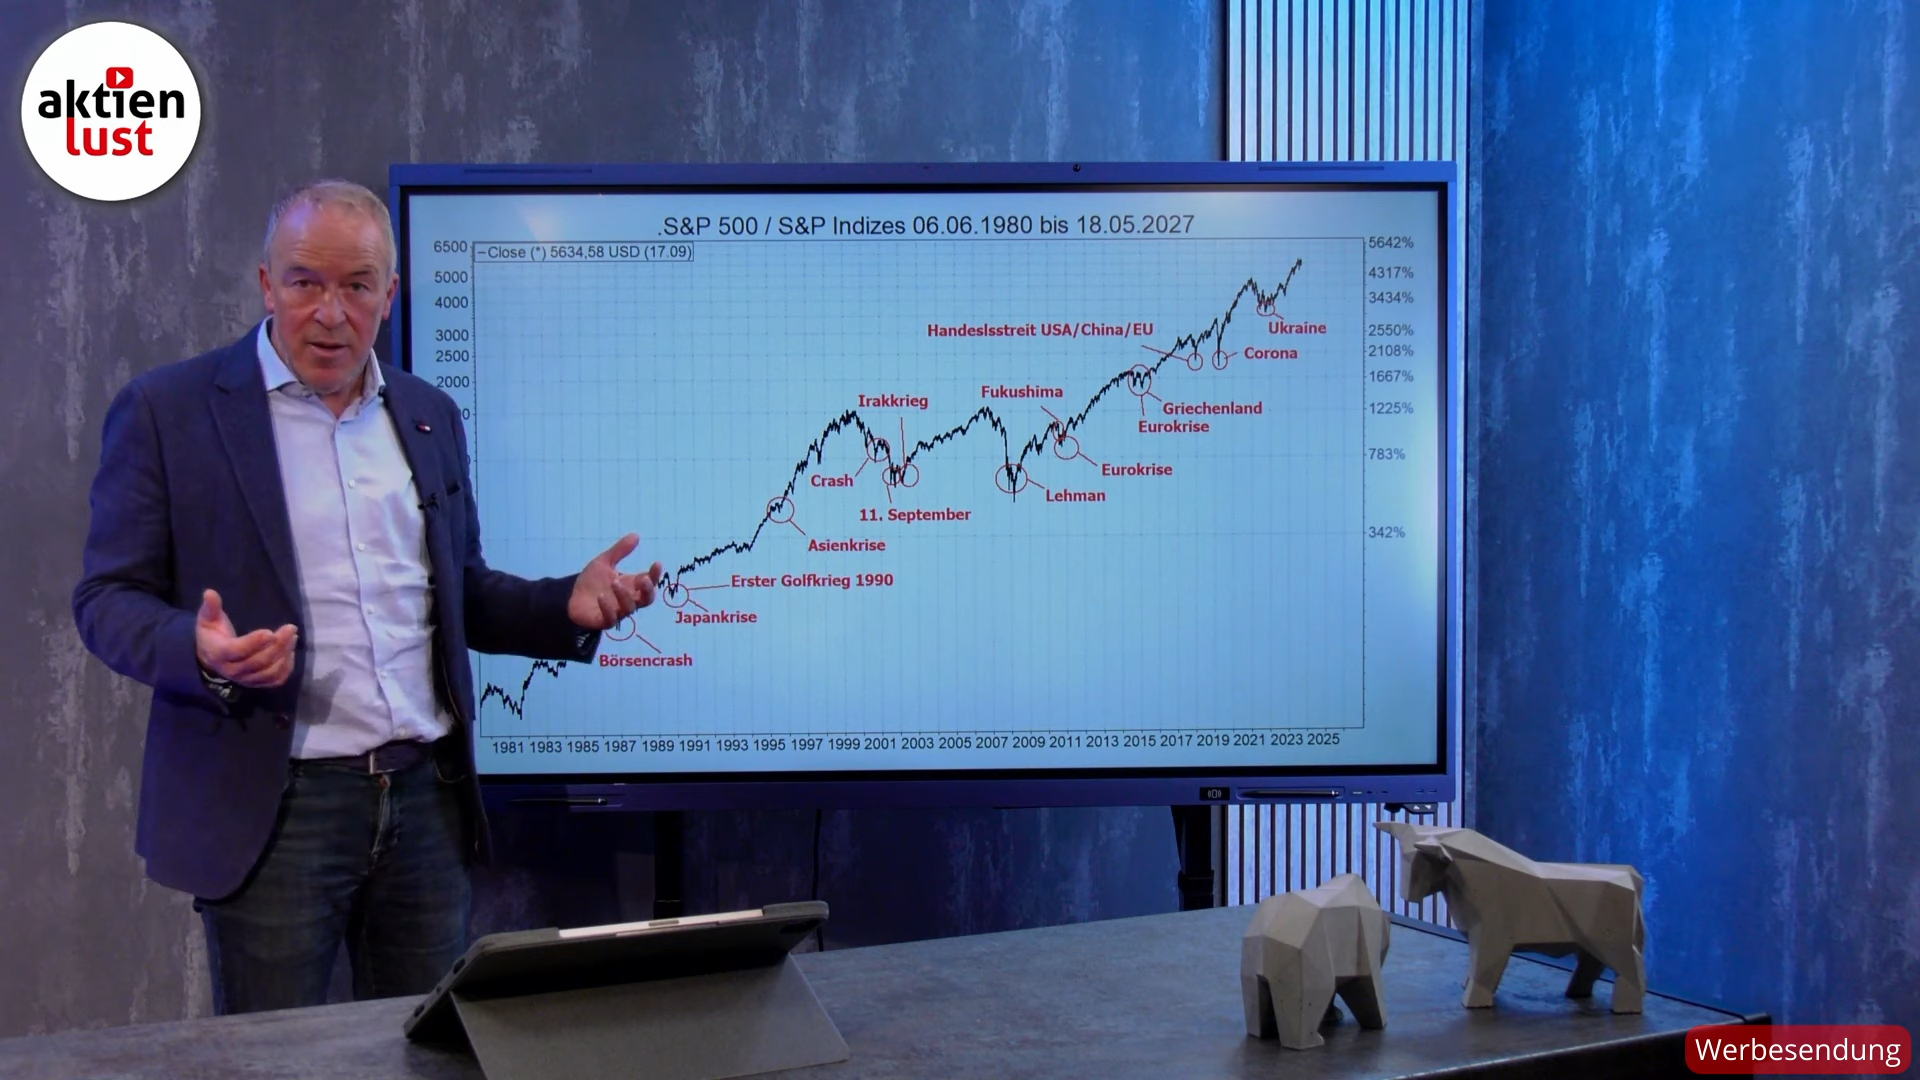 aktien
lust
.S&P 500 / S&P Indizes 06.06.1980 bis 18.05.2027
Close (*) 5634,58 USD (17.09)
6500
5000
4000
3000
2500
2000
5642%
4317%
3434%
2550%
2108%
1667%
1225%
783%
342%
Ukraine
Handeslsstreit USA/China/EU
Corona
Fukushima
Irakkrieg
Griechenland
Eurokrise
Eurokrise
Crash
Lehman
11. September
Asienkrise
Erster Golfkrieg 1990
Japankrise
Börsencrash
1981 1983 1985 1987 1989 1991 1993 1995 1997 1999 2001 2003 2005 2007 2009 2011 2013 2015 2017 2019 2021 2023 2025
Werbesendung